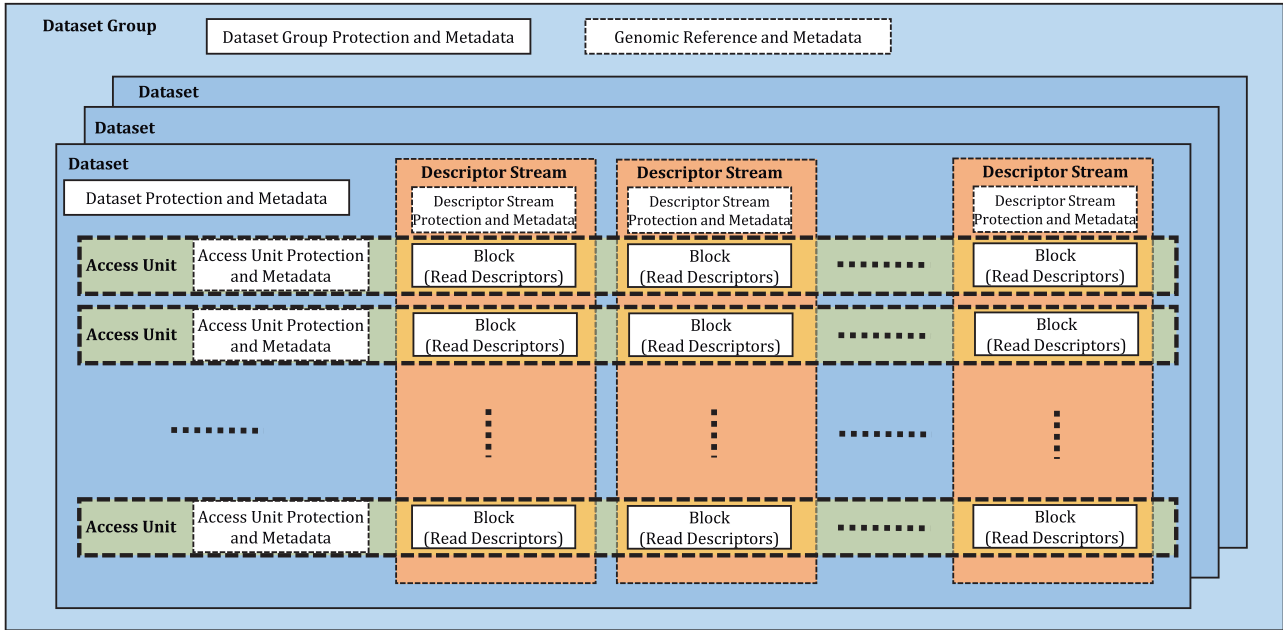 Dataset Group
Dataset Group Protection and Metadata
Genomic Reference and Metadata
Dataset
Dataset
Dataset
Dataset Protection and Metadata
Descriptor Stream
Descriptor Stream
Protection and Metadata
Descriptor Stream
Descriptor Stream
Protection and Metadata
Descriptor Stream
Descriptor Stream
Protection and Metadata
Access Unit
Access Unit Protection
and Metadata
Block
(Read Descriptors)
Block
(Read Descriptors)
Block
(Read Descriptors)
Access Unit
Access Unit Protection
and Metadata
Block
(Read Descriptors)
Block
(Read Descriptors)
Block
(Read Descriptors)
Access Unit
Access Unit Protection
and Metadata
Block
(Read Descriptors)
Block
(Read Descriptors)
Block
(Read Descriptors)